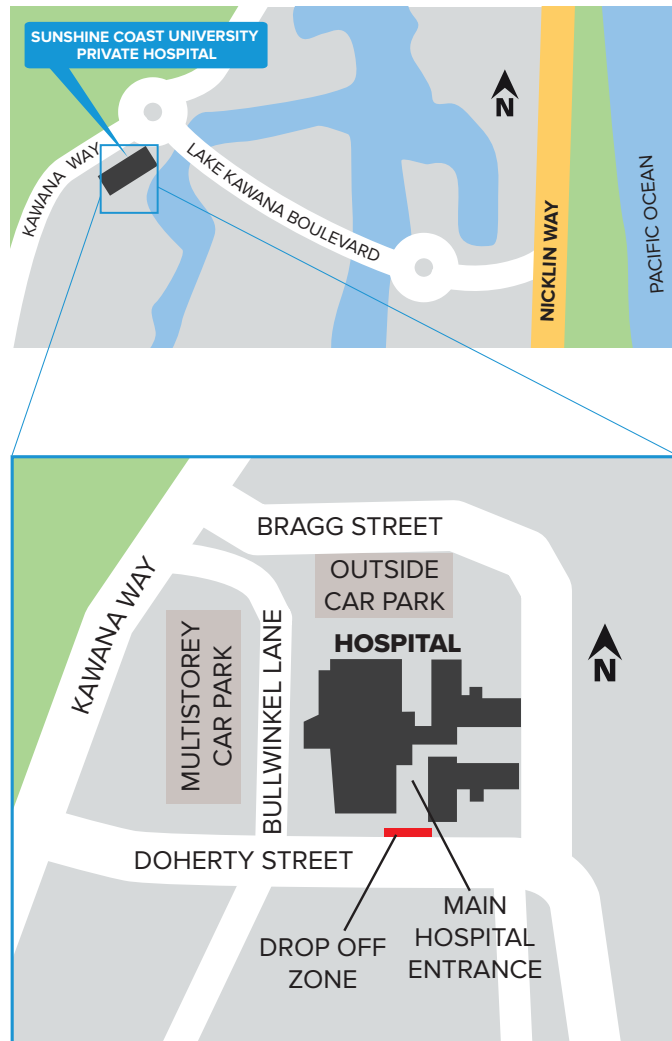 SUNSHINE COAST UNIVERSITY
PRIVATE HOSPITAL
N
KAWANA WAY
LAKE KAWANA BOULEVARD
NICKLIN WAY
PACIFIC OCEAN
BRAGG STREET
OUTSIDE
CAR PARK
KAWANA WAY
HOSPITAL
N
MULTISTOREY
CAR PARK
BULLWINKEL LANE
DOHERTY STREET
MAIN
HOSPITAL
ENTRANCE
DROP OFF
ZONE